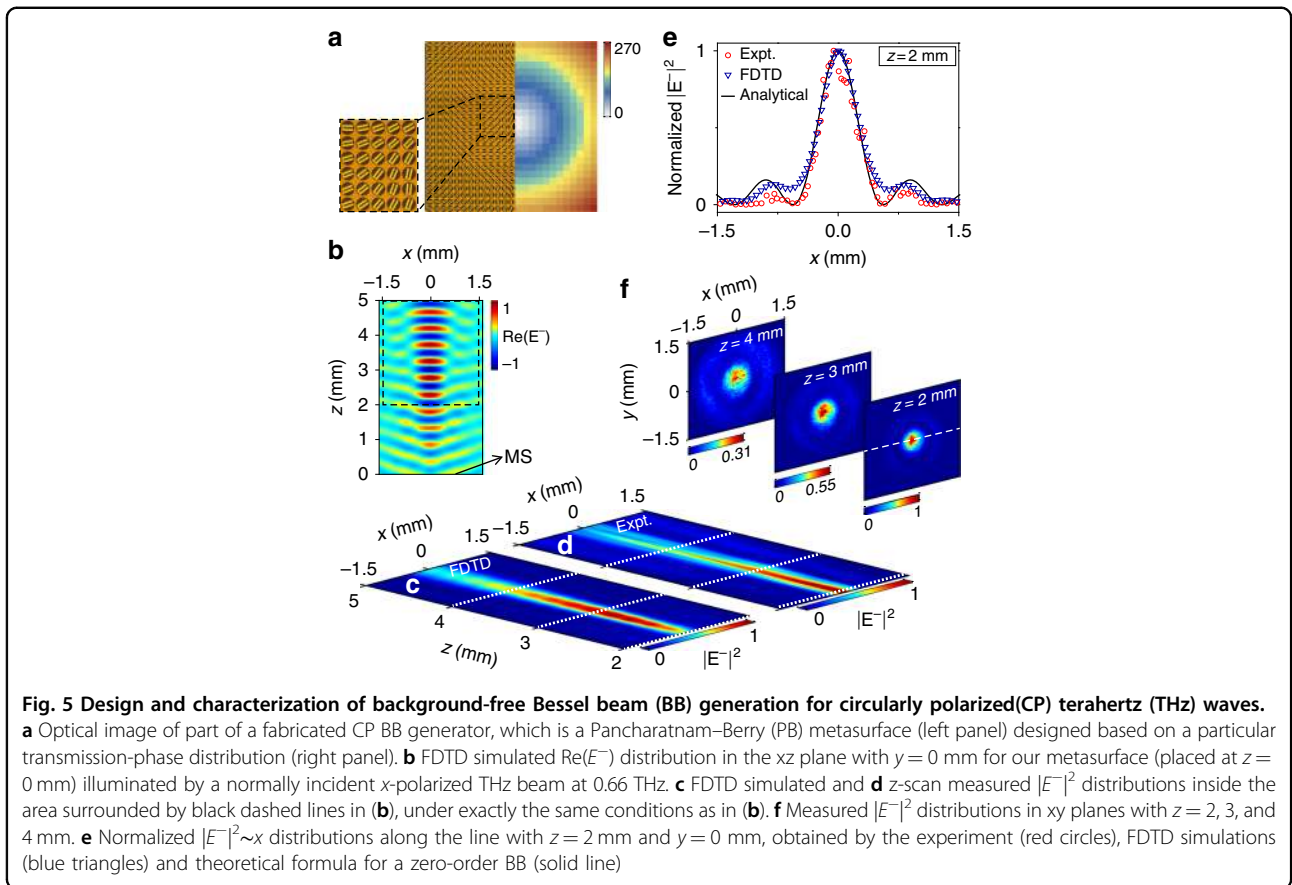 a
270
0
e
Expt.
FDTD
Analytical
z = 2 mm
Normalized |E⁻|²
1
0
−1.5
0.0
1.5
x (mm)
b
x (mm)
−1.5
0
1.5
5
4
3
2
1
0
z (mm)
1
Re(E⁻)
−1
MS
f
x (mm)
−1.5
0
1.5
1.5
0
−1.5
y (mm)
z = 4 mm
z = 3 mm
z = 2 mm
0
0.31
0
0.55
0
1
x (mm)
−1.5
0
1.5
Expt.
d
0
1
|E⁻|²
x (mm)
−1.5
0
1.5
FDTD
c
5
4
3
2
z (mm)
0
1
|E⁻|²
Fig. 5 Design and characterization of background-free Bessel beam (BB) generation for circularly polarized(CP) terahertz (THz) waves.
a Optical image of part of a fabricated CP BB generator, which is a Pancharatnam–Berry (PB) metasurface (left panel) designed based on a particular
transmission-phase distribution (right panel). b FDTD simulated Re(E⁻) distribution in the xz plane with y = 0 mm for our metasurface (placed at z =
0 mm) illuminated by a normally incident x-polarized THz beam at 0.66 THz. c FDTD simulated and d z-scan measured |E⁻|² distributions inside the
area surrounded by black dashed lines in (b), under exactly the same conditions as in (b). f Measured |E⁻|² distributions in xy planes with z = 2, 3, and
4 mm. e Normalized |E⁻|²~x distributions along the line with z = 2 mm and y = 0 mm, obtained by the experiment (red circles), FDTD simulations
(blue triangles) and theoretical formula for a zero-order BB (solid line)